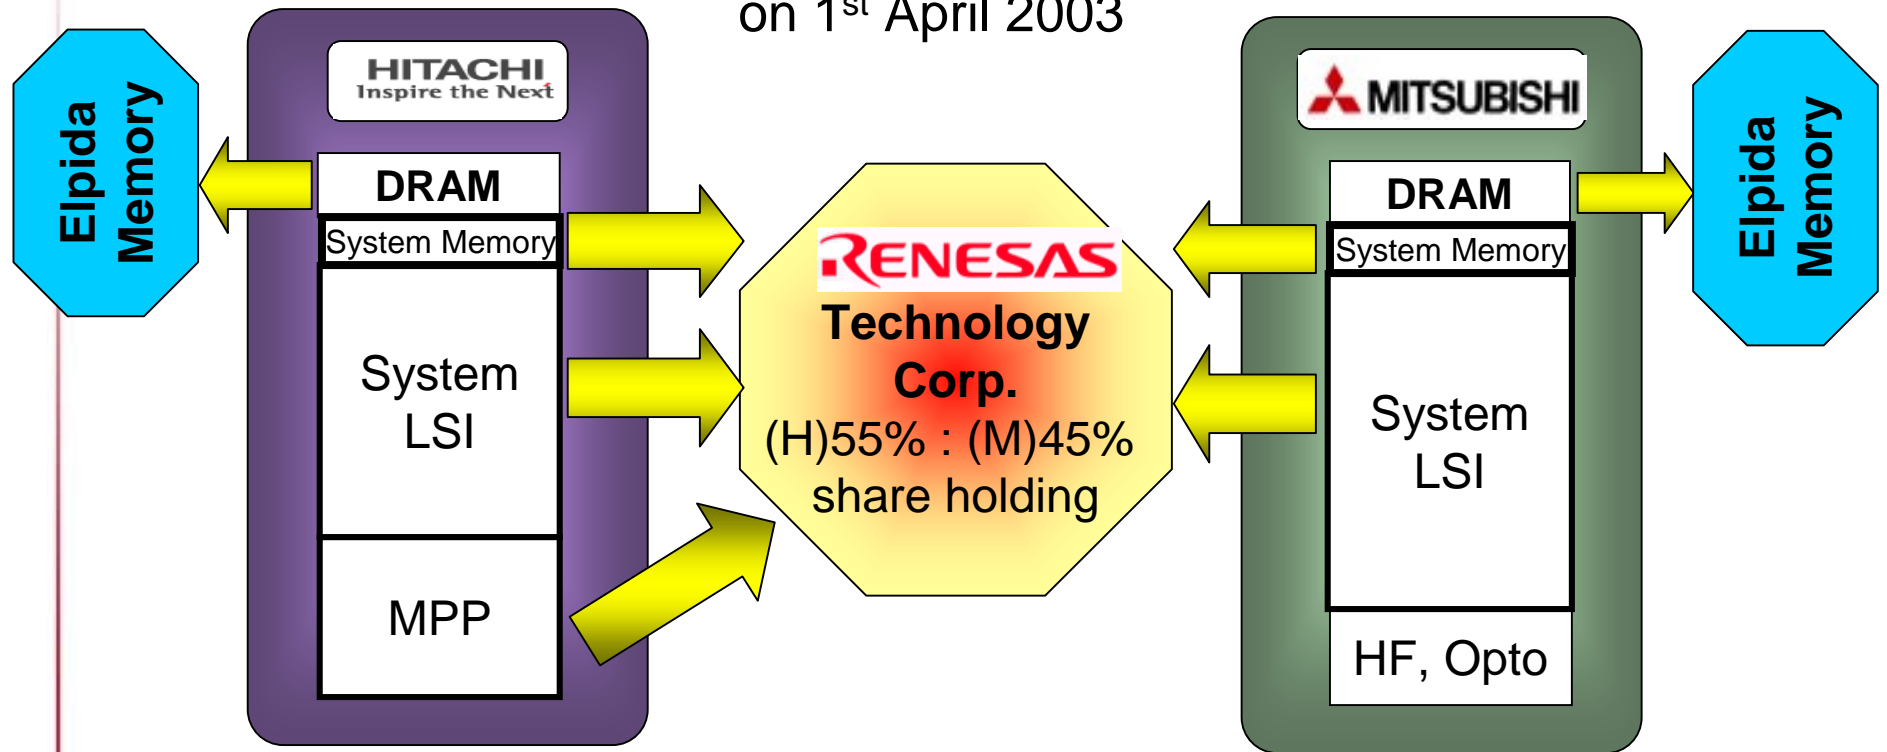 on 1st April 2003
Elpida
Memory
HITACHI
Inspire the Next
DRAM
System Memory
System
LSI
MPP
RENESAS
Technology
Corp.
(H)55% : (M)45%
share holding
MITSUBISHI
DRAM
System Memory
System
LSI
HF, Opto
Elpida
Memory